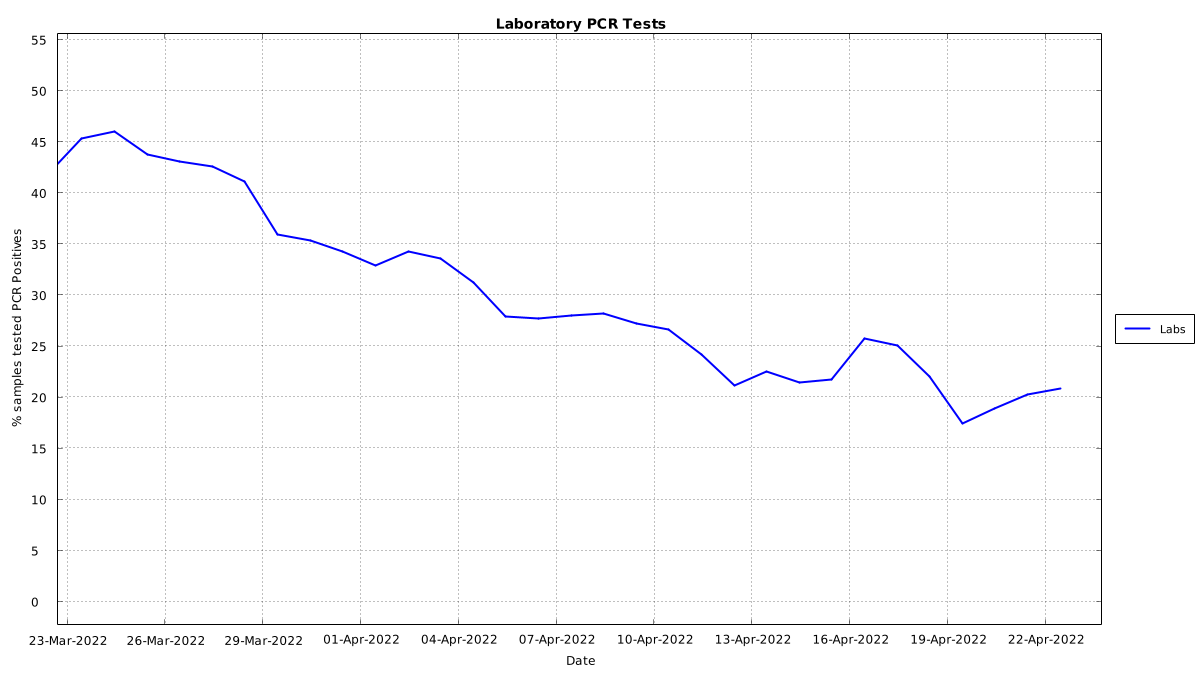 Laboratory PCR Tests
55
50
45
40
35
30
25
20
15
10
5
0
% samples tested PCR Positives
23-Mar-2022 26-Mar-2022 29-Mar-2022 01-Apr-2022 04-Apr-2022 07-Apr-2022 10-Apr-2022 13-Apr-2022 16-Apr-2022 19-Apr-2022 22-Apr-2022
Date
Labs